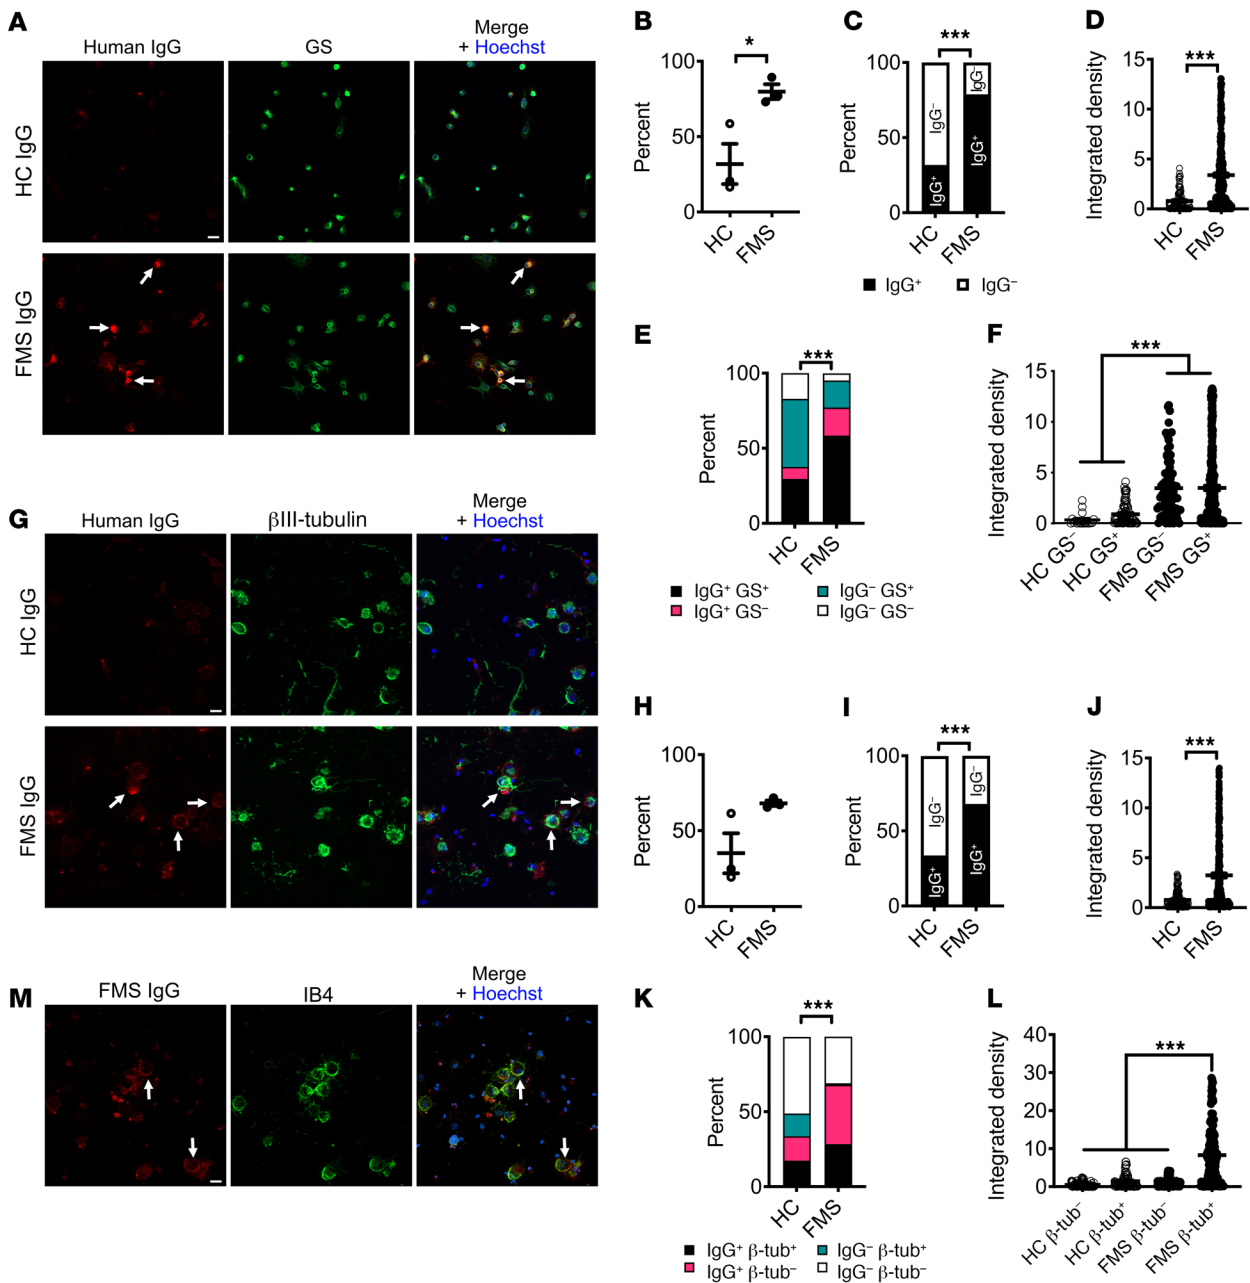 A
Human IgG
GS
Merge
+ Hoechst
HC IgG
FMS IgG
B
*
100
50
0
Percent
HC
FMS
C
***
100
50
0
Percent
IgG⁻
IgG⁺
IgG⁻
IgG⁺
HC
FMS
IgG⁺
IgG⁻
D
***
15
10
5
0
Integrated density
HC
FMS
E
***
100
50
0
Percent
HC
FMS
IgG⁺ GS⁺
IgG⁻ GS⁺
IgG⁺ GS⁻
IgG⁻ GS⁻
F
***
15
10
5
0
Integrated density
HC GS⁻
HC GS⁺
FMS GS⁻
FMS GS⁺
G
Human IgG
βIII-tubulin
Merge
+ Hoechst
HC IgG
FMS IgG
H
100
50
0
Percent
HC
FMS
I
***
100
50
0
Percent
IgG⁻
IgG⁺
IgG⁻
IgG⁺
HC
FMS
J
***
15
10
5
0
Integrated density
HC
FMS
M
FMS IgG
IB4
Merge
+ Hoechst
K
***
100
50
0
Percent
HC
FMS
IgG⁺ β-tub⁺
IgG⁻ β-tub⁺
IgG⁺ β-tub⁻
IgG⁻ β-tub⁻
L
***
40
30
20
10
0
Integrated density
HC β-tub⁻
HC β-tub⁺
FMS β-tub⁻
FMS β-tub⁺